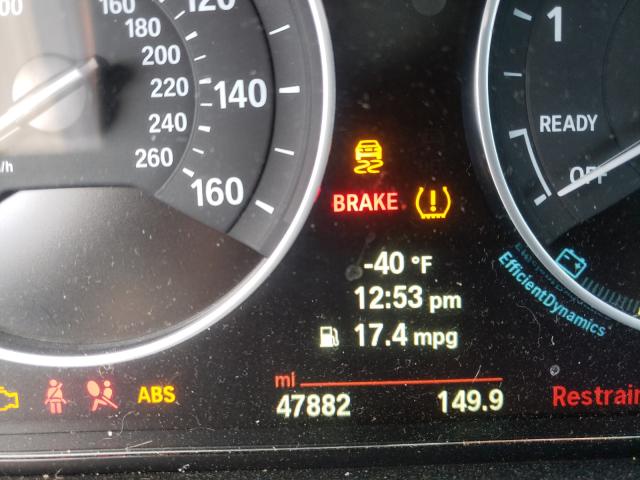 120
160
180
200
220
240
260
140
160
1
READY
OFF
BRAKE
-40 °F
12:53 pm
17.4 mpg
EfficientDynamics
ABS
mi
47882
149.9
Restrain